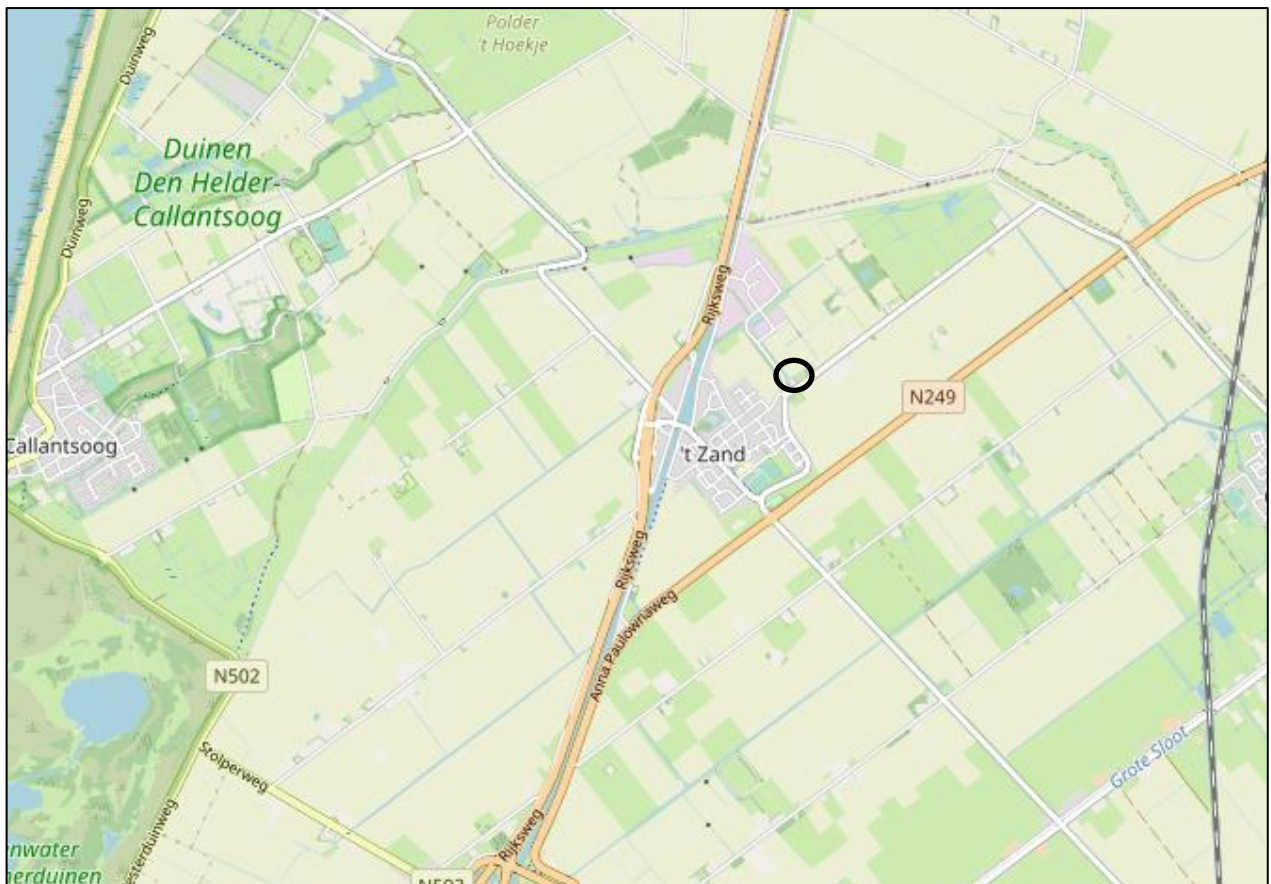 Polder
't Hoekje
Duinweg
Duinen
Den Helder-
Callantsoog
Duinweg
Rijksweg
N249
Callantsoog
't Zand
Rijksweg
Anna Paulownaweg
N502
Stolperweg
Grote Sloot
Rijksweg